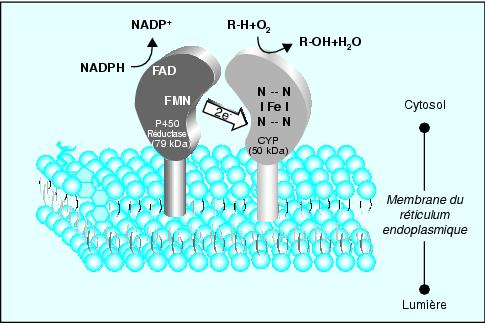 NADP⁺
R-H+O₂
R-OH+H₂O
NADPH
FAD
FMN
2e⁻
N -- N
I Fe I
N -- N
P450
Réductase
(79 kDa)
CYP
(50 kDa)
Cytosol
Membrane du
réticulum
endoplasmique
Lumière